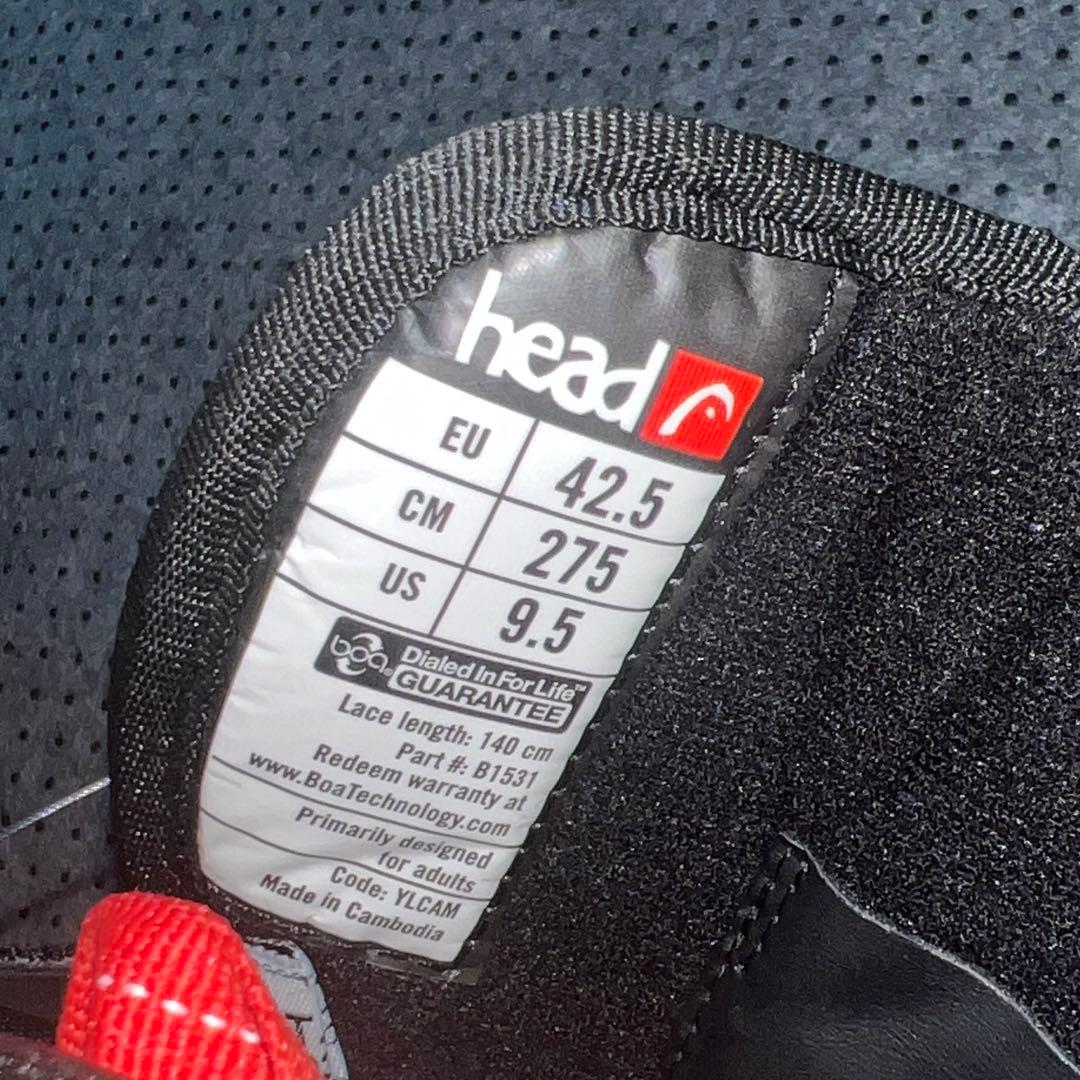 head
EU 42.5
CM 275
US 9.5
boa Dialed In For Life™
GUARANTEE
Lace length: 140 cm
Part #: B1531
Redeem warranty at
www.BoaTechnology.com
Primarily designed
for adults
Code: YLCAM
Made in Cambodia